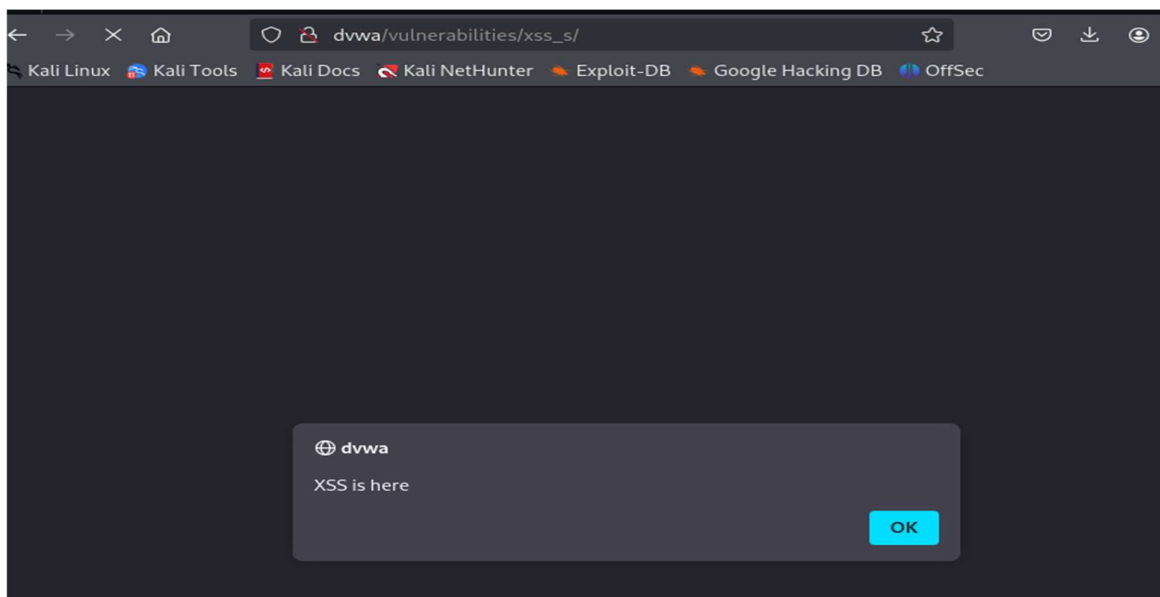 dvwa/vulnerabilities/xss_s/
Kali Linux Kali Tools Kali Docs Kali NetHunter Exploit-DB Google Hacking DB OffSec
dvwa
XSS is here
OK